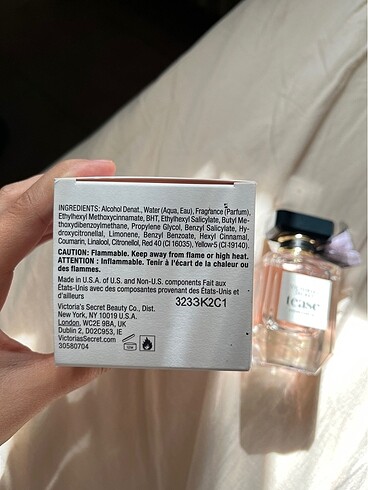 INGREDIENTS: Alcohol Denat., Water (Aqua, Eau), Fragrance (Parfum),
Ethylhexyl Methoxycinnamate, BHT, Ethylhexyl Salicylate, Butyl Me-
thoxydibenzoylmethane, Propylene Glycol, Benzyl Salicylate, Hy-
droxycitronellal, Limonene, Benzyl Benzoate, Hexyl Cinnamal,
Coumarin, Linalool, Citronellol, Red 40 (CI 16035), Yellow 5 (CI 19140).
CAUTION: Flammable. Keep away from flame or high heat.
ATTENTION : Inflammable. Tenir à l'écart de la chaleur ou
des flammes.
Made in U.S.A. of U.S. and Non-U.S. components Fait aux
États-Unis avec des composantes provenant des États-Unis et
d'ailleurs
3233K2C1
Victoria's Secret Beauty Co., Dist.
New York, NY 10019 U.S.A.
London, WC2E 9BA, UK
Dublin 2, D02C953, IE
VictoriasSecret.com
30580704
tease